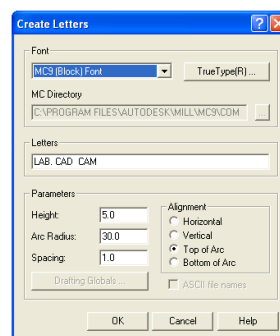 Create Letters
Font
MC9 (Block) Font
TrueType(R) ...
MC Directory
C:\PROGRAM FILES\AUTODESK\MILL\MC9\COM
...
Letters
LAB. CAD CAM
Parameters
Height: 5.0
Arc Radius: 30.0
Spacing: 1.0
Drafting Globals ...
Alignment
Horizontal
Vertical
Top of Arc
Bottom of Arc
ASCII file names
OK Cancel Help